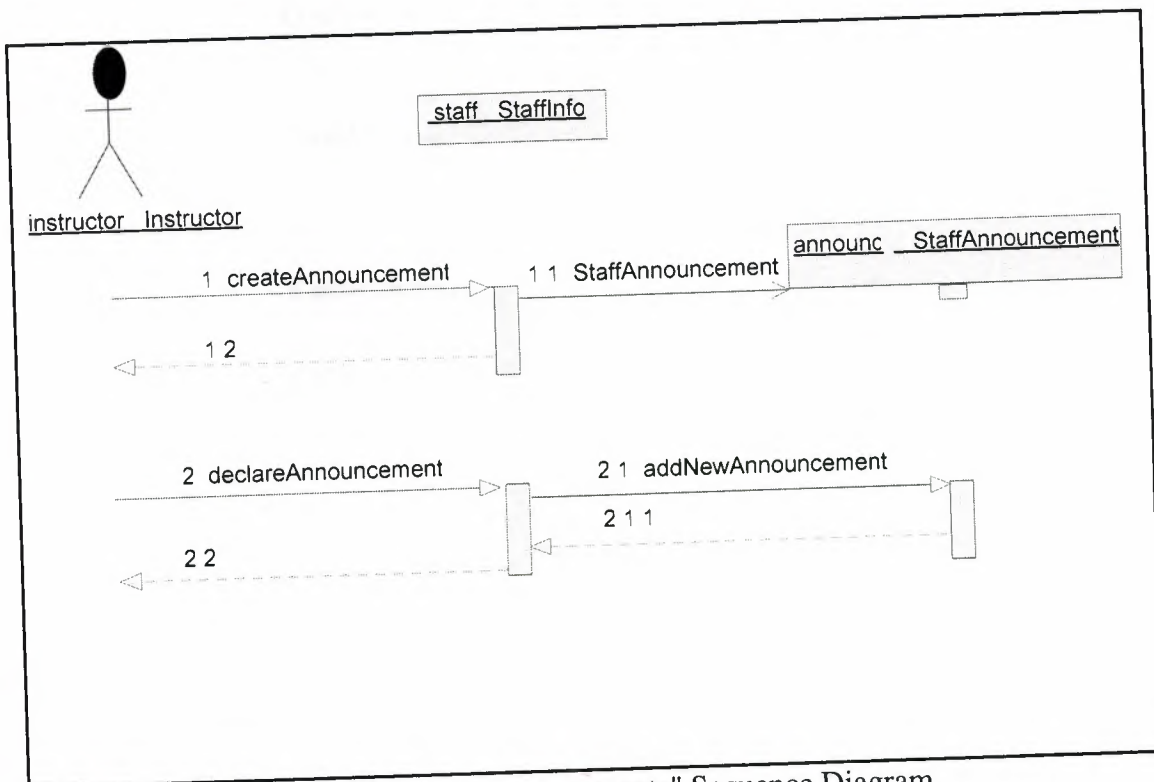 staff StaffInfo
instructor Instructor
announc StaffAnnouncement
1 createAnnouncement
1 1 StaffAnnouncement
1 2
2 declareAnnouncement
2 1 addNewAnnouncement
2 1 1
2 2
" Sequence Diagram